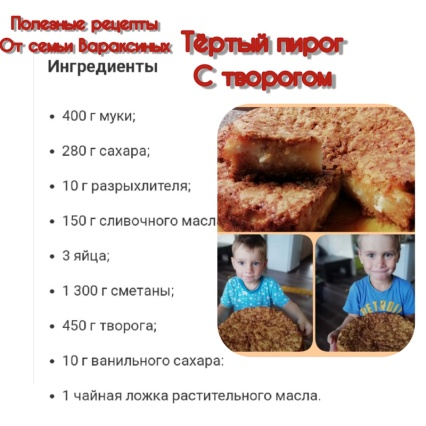 Полезные рецепты
От семьи Вараксиных
Тёртый пирог
С творогом
Ингредиенты
• 400 г муки;
• 280 г сахара;
• 10 г разрыхлителя;
• 150 г сливочного масл
• 3 яйца;
• 1 300 г сметаны;
• 450 г творога;
• 10 г ванильного сахара:
• 1 чайная ложка растительного масла.
DETROIT